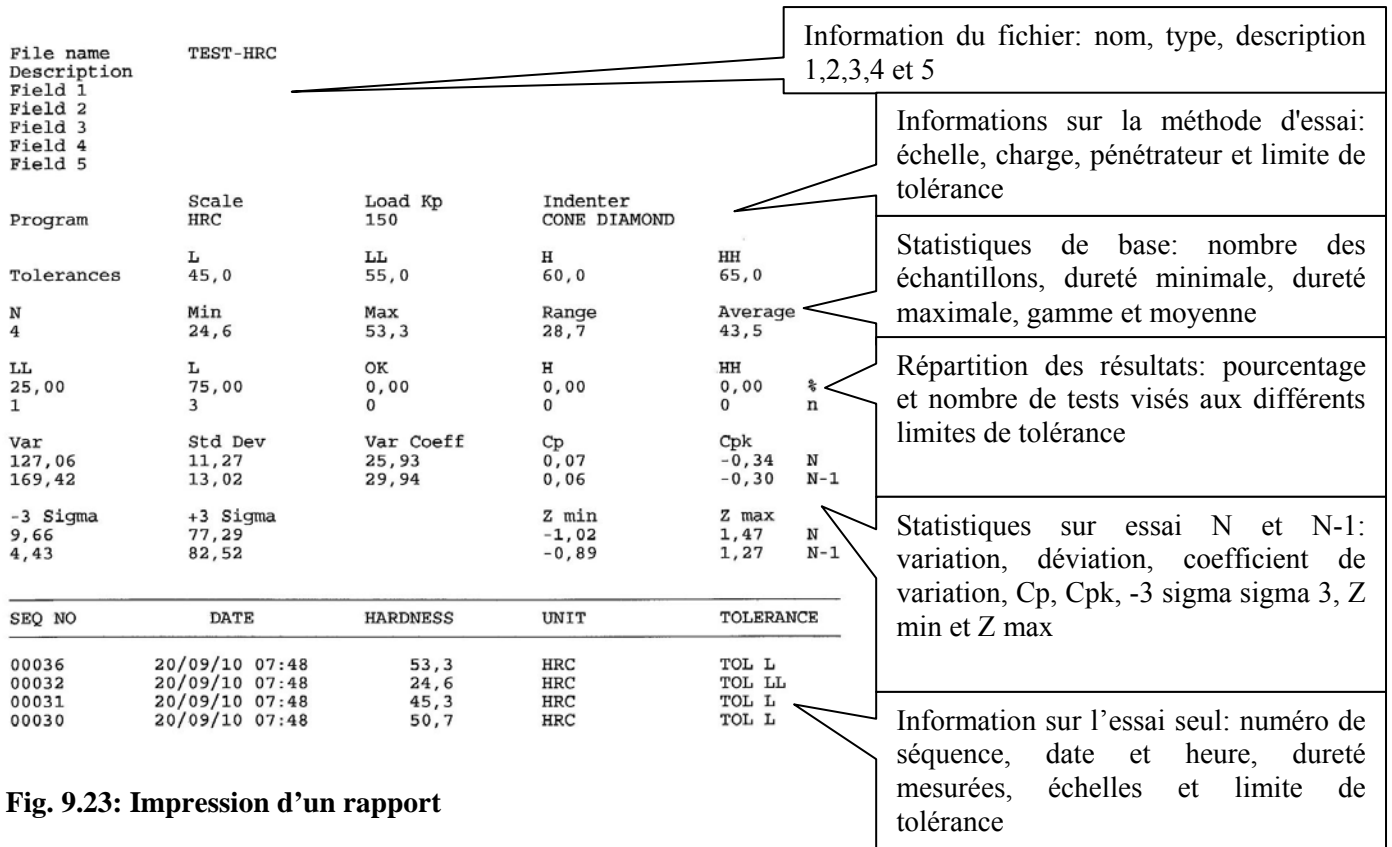 File name TEST-HRC
Description
Field 1
Field 2
Field 3
Field 4
Field 5
Scale Load Kp Indenter
Program HRC 150 CONE DIAMOND
L LL H HH
Tolerances 45,0 55,0 60,0 65,0
N Min Max Range Average
4 24,6 53,3 28,7 43,5
LL L OK H HH
25,00 75,00 0,00 0,00 0,00 %
1 3 0 0 0 n
Var Std Dev Var Coeff Cp Cpk
127,06 11,27 25,93 0,07 -0,34 N
169,42 13,02 29,94 0,06 -0,30 N-1
-3 Sigma +3 Sigma Z min Z max
9,66 77,29 -1,02 1,47 N
4,43 82,52 -0,89 1,27 N-1
SEQ NO DATE HARDNESS UNIT TOLERANCE
00036 20/09/10 07:48 53,3 HRC TOL L
00032 20/09/10 07:48 24,6 HRC TOL LL
00031 20/09/10 07:48 45,3 HRC TOL L
00030 20/09/10 07:48 50,7 HRC TOL L
Information du fichier: nom, type, description
1,2,3,4 et 5
Informations sur la méthode d'essai:
échelle, charge, pénétrateur et limite de
tolérance
Statistiques de base: nombre des
échantillons, dureté minimale, dureté
maximale, gamme et moyenne
Répartition des résultats: pourcentage
et nombre de tests visés aux différents
limites de tolérance
Statistiques sur essai N et N-1:
variation, déviation, coefficient de
variation, Cp, Cpk, -3 sigma sigma 3, Z
min et Z max
Information sur l’essai seul: numéro de
séquence, date et heure, dureté
mesurées, échelles et limite de
tolérance
Fig. 9.23: Impression d’un rapport